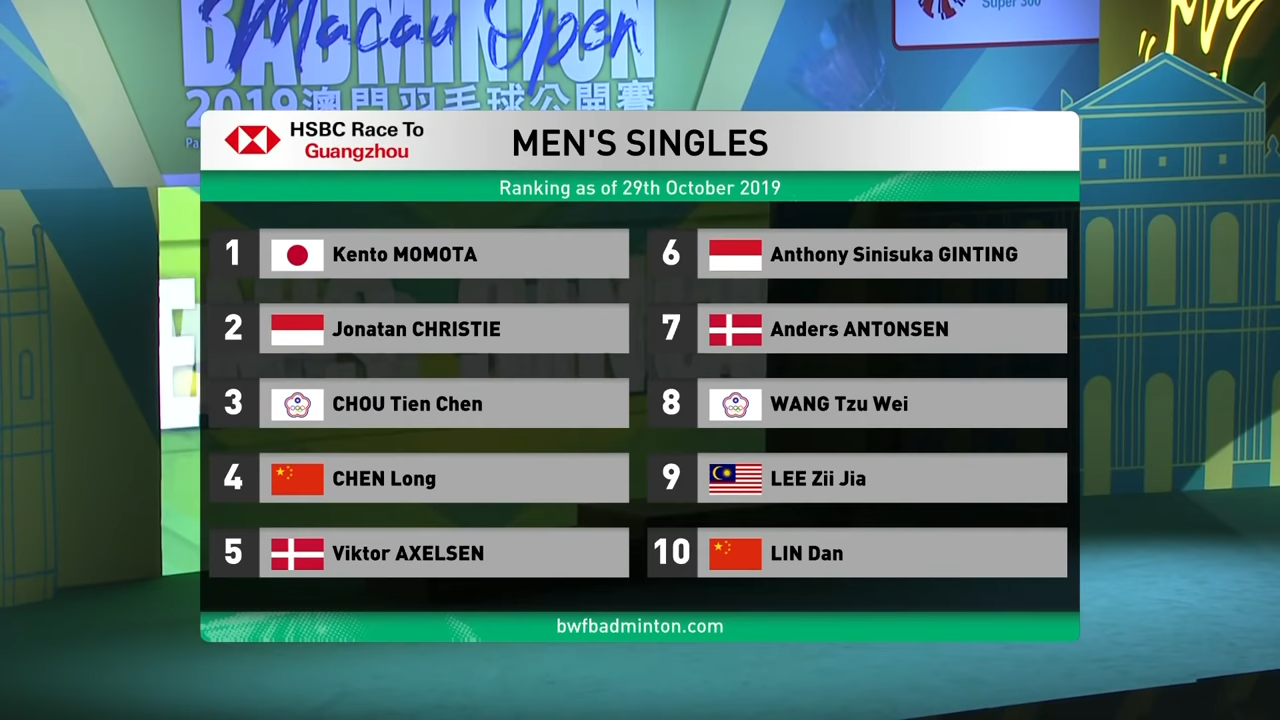 BADMINTON
Macau Open
2019澳門羽毛球公開賽
Super 300
HSBC Race To
Guangzhou
MEN'S SINGLES
Ranking as of 29th October 2019
1 Kento MOMOTA
2 Jonatan CHRISTIE
3 CHOU Tien Chen
4 CHEN Long
5 Viktor AXELSEN
6 Anthony Sinisuka GINTING
7 Anders ANTONSEN
8 WANG Tzu Wei
9 LEE Zii Jia
10 LIN Dan
bwfbadminton.com